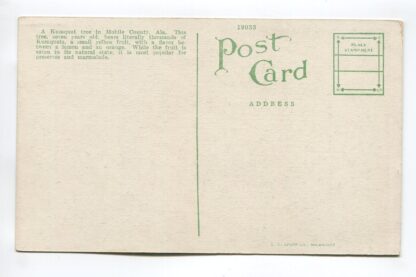 A Kumquat tree in Mobile County, Ala. This
tree, seven years old, bears literally thousands of
Kumquats, a small yellow fruit, with a flavor be-
tween a lemon and an orange. While the fruit is
eaten in its natural state, it is most popular for
preserves and marmalade.
19033
Post
Card
ADDRESS
PLACE
STAMP HERE